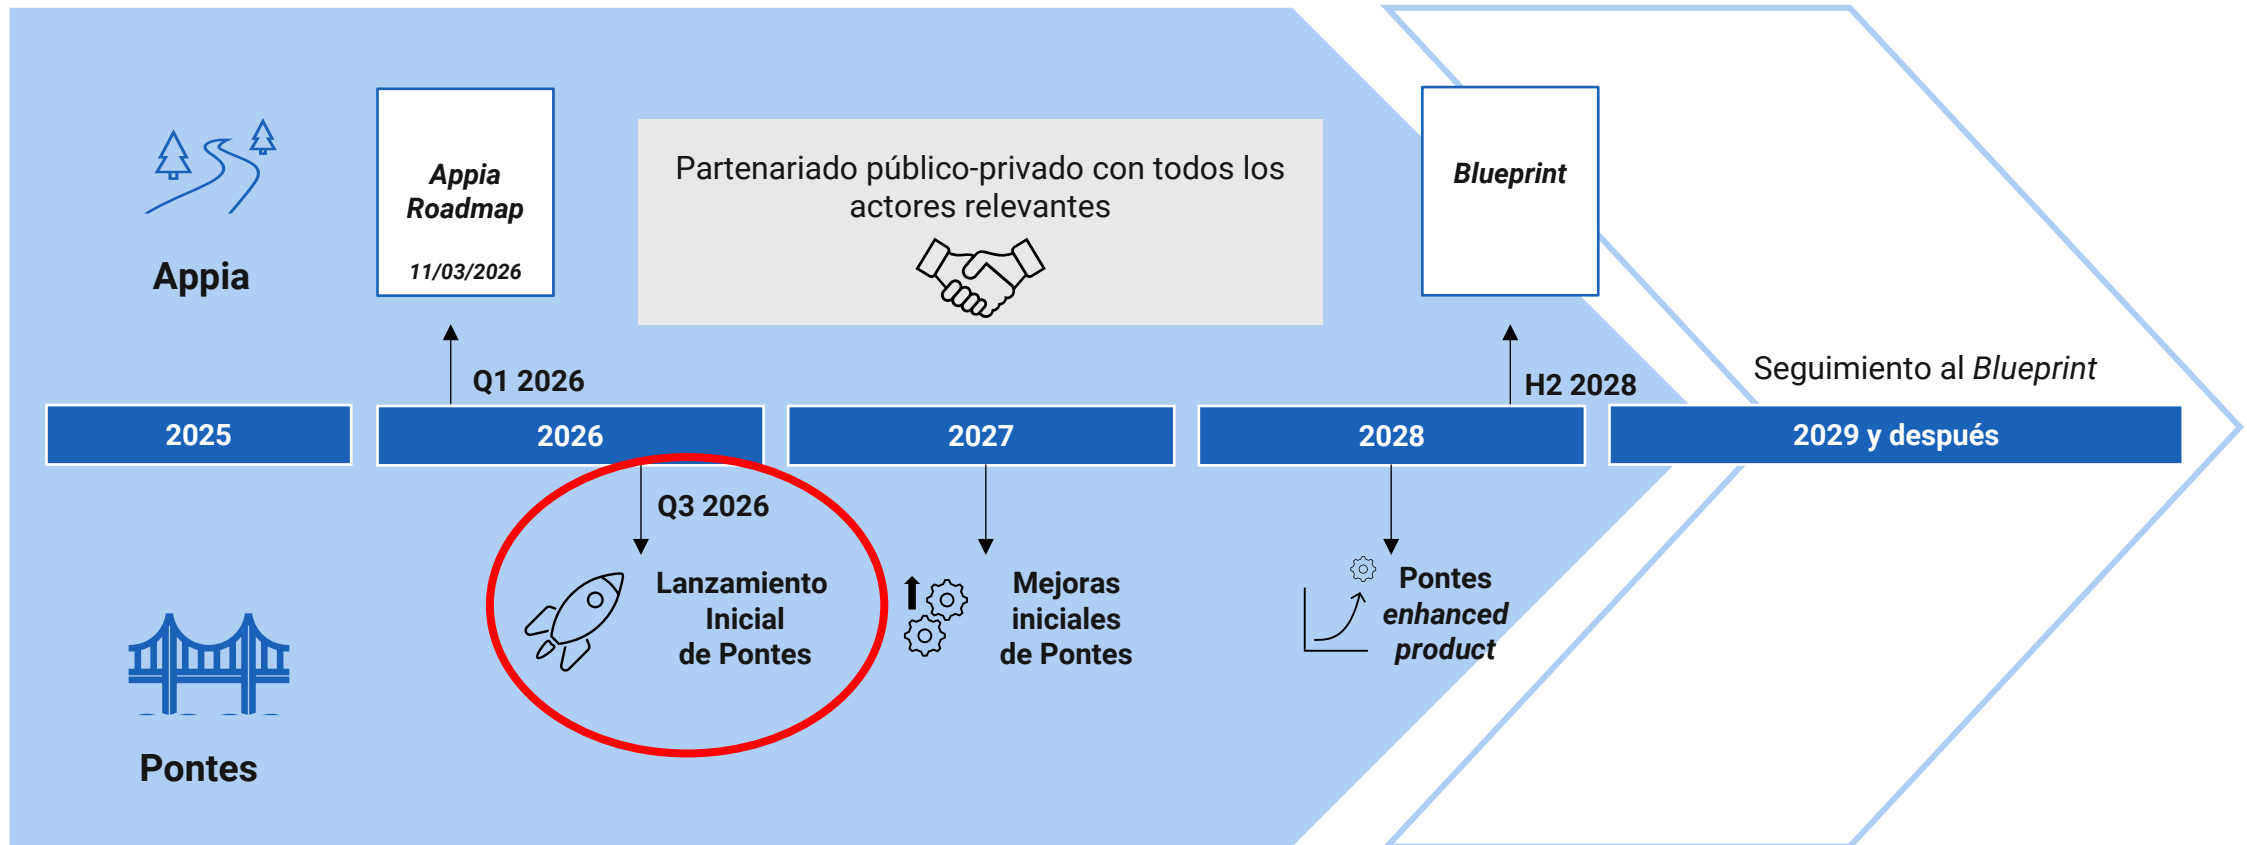 Appia
Appia
Roadmap
11/03/2026
Partenariado público-privado con todos los
actores relevantes
Blueprint
Q1 2026
H2 2028
Seguimiento al Blueprint
2025
2026
2027
2028
2029 y después
Q3 2026
Lanzamiento
Inicial
de Pontes
Mejoras
iniciales
de Pontes
Pontes
enhanced
product
Pontes